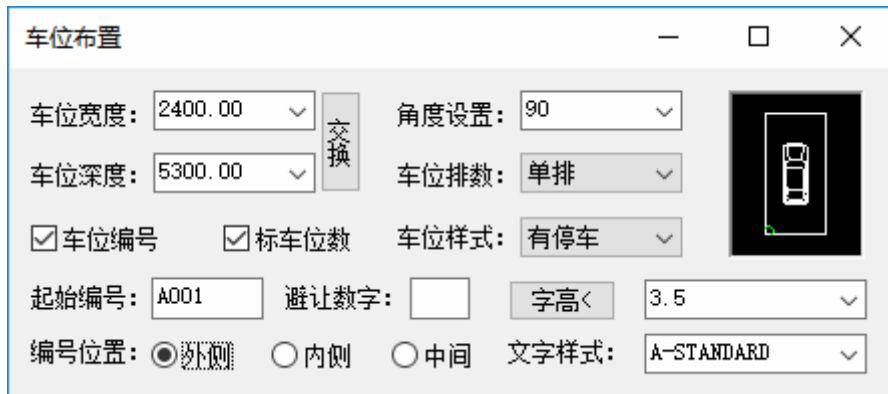 车位布置
车位宽度: 2400.00 交换 角度设置: 90
车位深度: 5300.00 车位排数: 单排
车位编号 标车位数 车位样式: 有停车
起始编号: A001 避让数字: 字高< 3.5
编号位置: 外侧 内侧 中间 文字样式: A-STANDARD